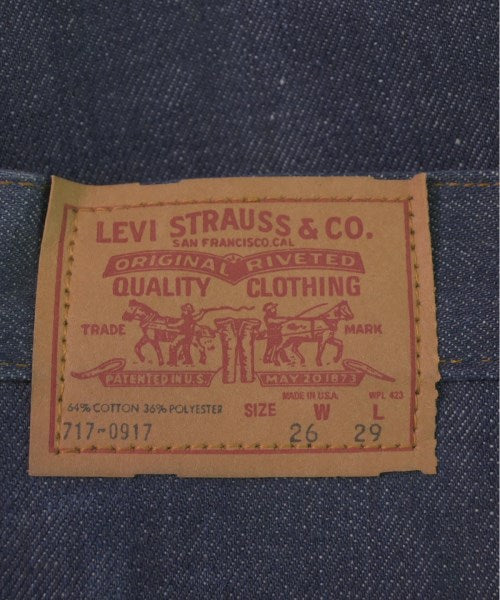 LEVI STRAUSS & CO.
SAN FRANCISCO, CAL
ORIGINAL RIVETED
QUALITY CLOTHING
TRADE MARK
PATENTED IN U.S. MAY 20 1873
MADE IN U.S.A. WPL 423
64% COTTON 36% POLYESTER SIZE W L
717-0917 26 29